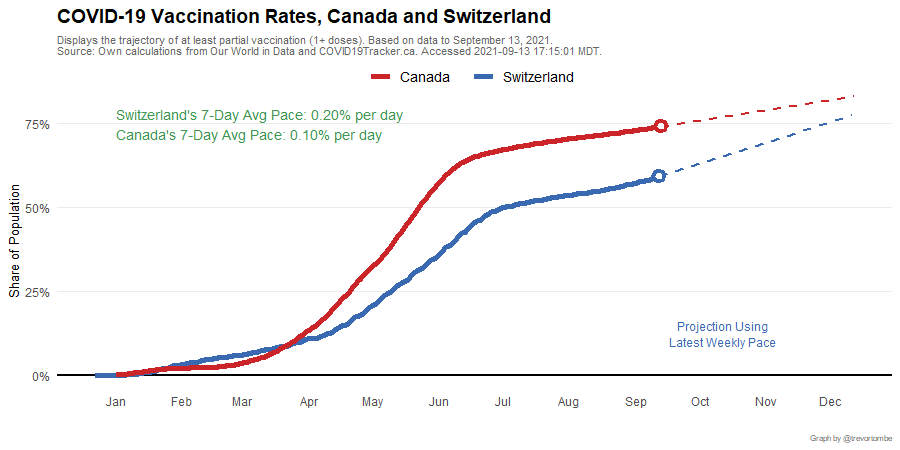 COVID-19 Vaccination Rates, Canada and Switzerland
Displays the trajectory of at least partial vaccination (1+ doses). Based on data to September 13, 2021.
Source: Own calculations from Our World in Data and COVID19Tracker.ca. Accessed 2021-09-13 17:15:01 MDT.
Canada Switzerland
Switzerland's 7-Day Avg Pace: 0.20% per day
Canada's 7-Day Avg Pace: 0.10% per day
75%
50%
25%
0%
Share of Population
Projection Using
Latest Weekly Pace
Jan Feb Mar Apr May Jun Jul Aug Sep Oct Nov Dec
Graph by @trevortombe